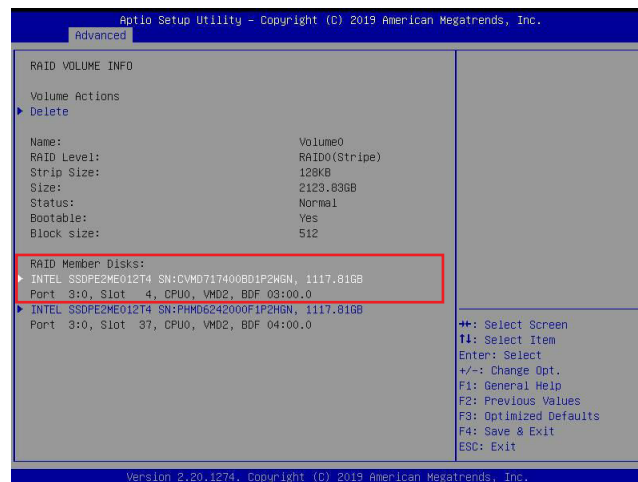 Aptio Setup Utility – Copyright (C) 2019 American Megatrends, Inc.
Advanced
RAID VOLUME INFO
Volume Actions
Delete
Name: Volume0
RAID Level: RAID0(Stripe)
Strip Size: 128KB
Size: 2123.83GB
Status: Normal
Bootable: Yes
Block size: 512
RAID Member Disks:
INTEL SSDPE2ME012T4 SN:CVMD717400BD1P2WGN, 1117.81GB
Port 3:0, Slot 4, CPU0, VMD2, BDF 03:00.0
INTEL SSDPE2ME012T4 SN:PHMD6242000F1P2HGN, 1117.81GB
Port 3:0, Slot 37, CPU0, VMD2, BDF 04:00.0
→←: Select Screen
↑↓: Select Item
Enter: Select
+/-: Change Opt.
F1: General Help
F2: Previous Values
F3: Optimized Defaults
F4: Save & Exit
ESC: Exit
Version 2.20.1274. Copyright (C) 2019 American Megatrends, Inc.